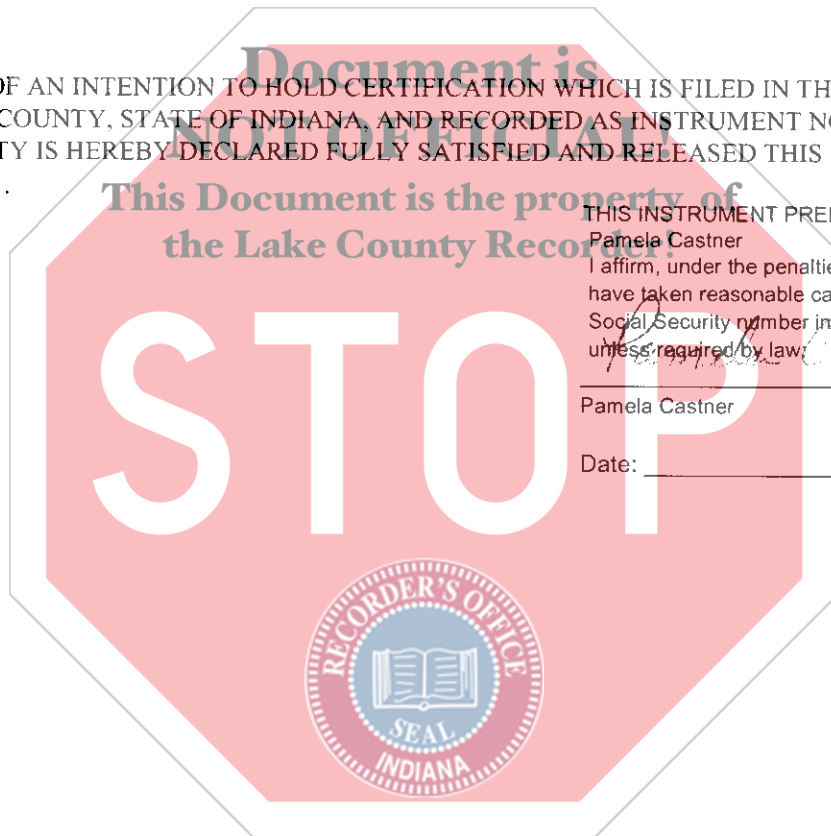 Document is
OF AN INTENTION TO HOLD CERTIFICATION WHICH IS FILED IN TH
COUNTY, STATE OF INDIANA, AND RECORDED AS INSTRUMENT NO
NOT OFFICIAL!
TY IS HEREBY DECLARED FULLY SATISFIED AND RELEASED THIS
.
This Document is the property of
the Lake County Recorder!
THIS INSTRUMENT PREI
Pamela Castner
I affirm, under the penaltie
have taken reasonable ca
Social Security number in
unless required by law;
Pamela Castner
Date:
STOP
RECORDER'S OFFICE
SEAL
INDIANA